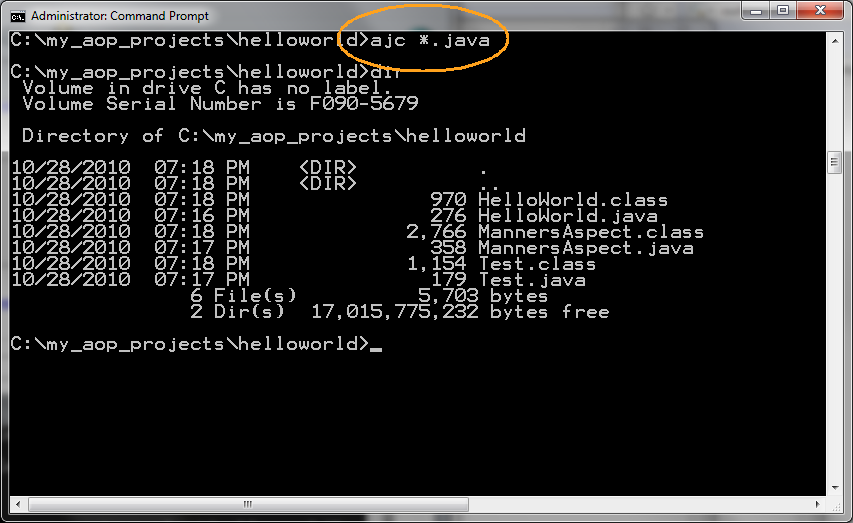 Administrator: Command Prompt
C:\my_aop_projects\helloworld>ajc *.java
C:\my_aop_projects\helloworld>dir
Volume in drive C has no label.
Volume Serial Number is F090-5679
Directory of C:\my_aop_projects\helloworld
10/28/2010  07:18 PM    <DIR>          .
10/28/2010  07:18 PM    <DIR>          ..
10/28/2010  07:18 PM               970 HelloWorld.class
10/28/2010  07:16 PM               276 HelloWorld.java
10/28/2010  07:18 PM             2,766 MannersAspect.class
10/28/2010  07:17 PM               358 MannersAspect.java
10/28/2010  07:18 PM             1,154 Test.class
10/28/2010  07:17 PM               179 Test.java
6 File(s)          5,703 bytes
2 Dir(s)  17,015,775,232 bytes free
C:\my_aop_projects\helloworld>_